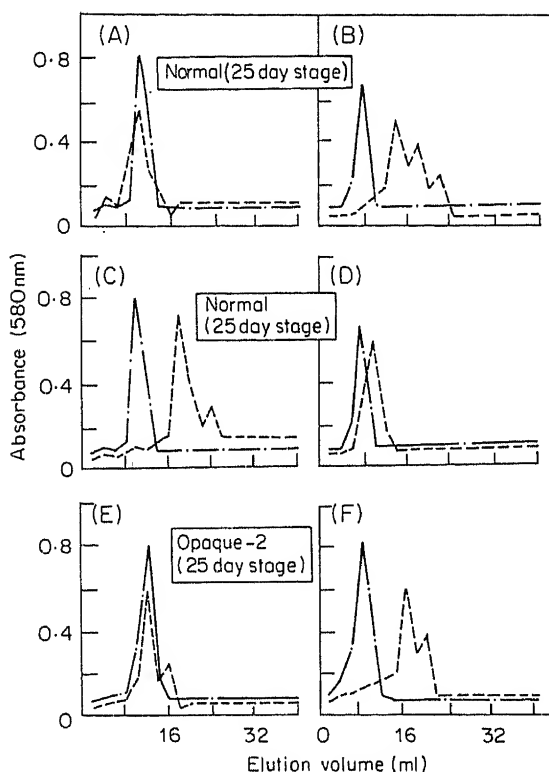 (A)
(B)
0·8
Normal(25 day stage)
0·4
0
(C)
(D)
Normal
(25 day stage)
0·8
0·4
0
Absorbance (580nm)
(E)
(F)
Opaque-2
(25 day stage)
0·8
0·4
0
16
32
0
16
32
Elution volume (ml)